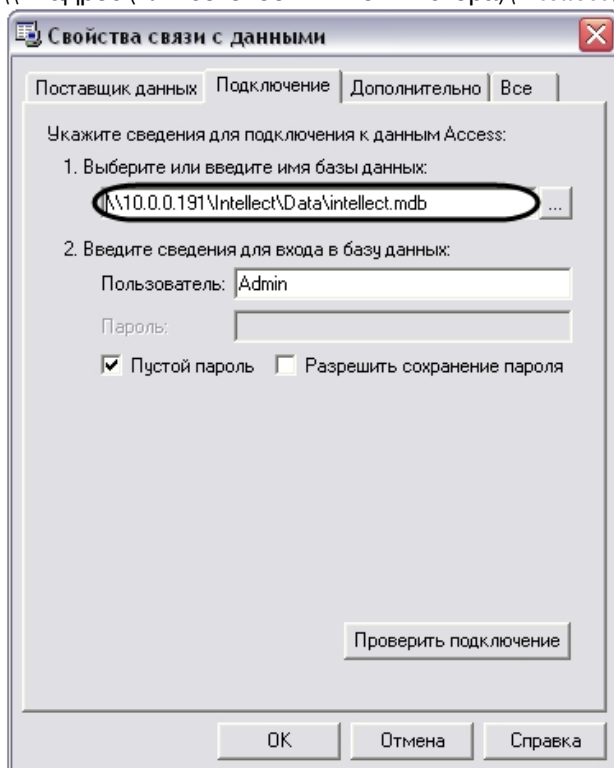 Свойства связи с данными
Поставщик данных Подключение Дополнительно Все
Укажите сведения для подключения к данным Access:
1. Выберите или введите имя базы данных:
\\10.0.0.191\Intellect\Data\intellect.mdb ...
2. Введите сведения для входа в базу данных:
Пользователь: Admin
Пароль:
Пустой пароль Разрешить сохранение пароля
Проверить подключение
OK Отмена Справка